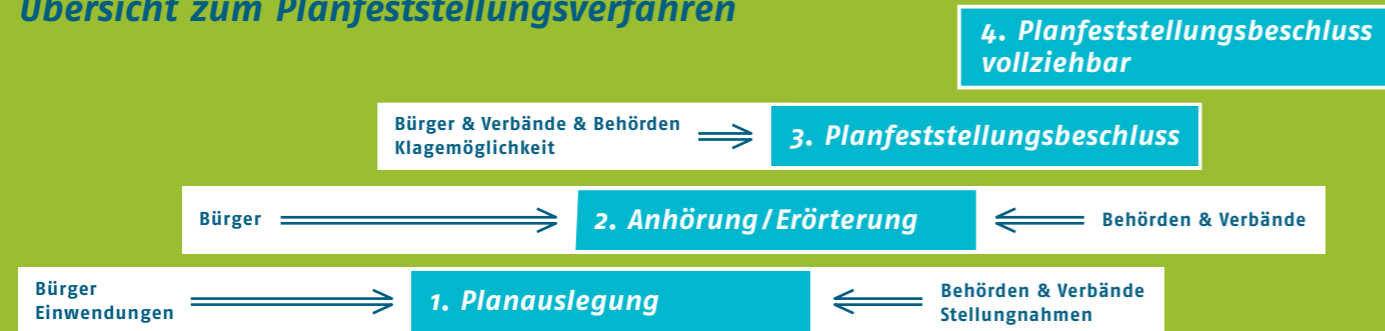 Übersicht zum Planfeststellungsverfahren
4. Planfeststellungsbeschluss
vollziehbar
Bürger & Verbände & Behörden
Klagemöglichkeit
3. Planfeststellungsbeschluss
Bürger
2. Anhörung/Erörterung
Behörden & Verbände
Bürger
Einwendungen
1. Planauslegung
Behörden & Verbände
Stellungnahmen